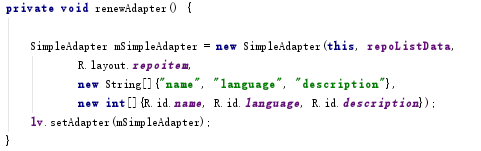 private void renewAdapter() {
SimpleAdapter mSimpleAdapter = new SimpleAdapter(this, repoListData,
R.layout.repoitem,
new String[]{"name", "language", "description"},
new int[]{R.id.name, R.id.language, R.id.description});
lv.setAdapter(mSimpleAdapter);
}